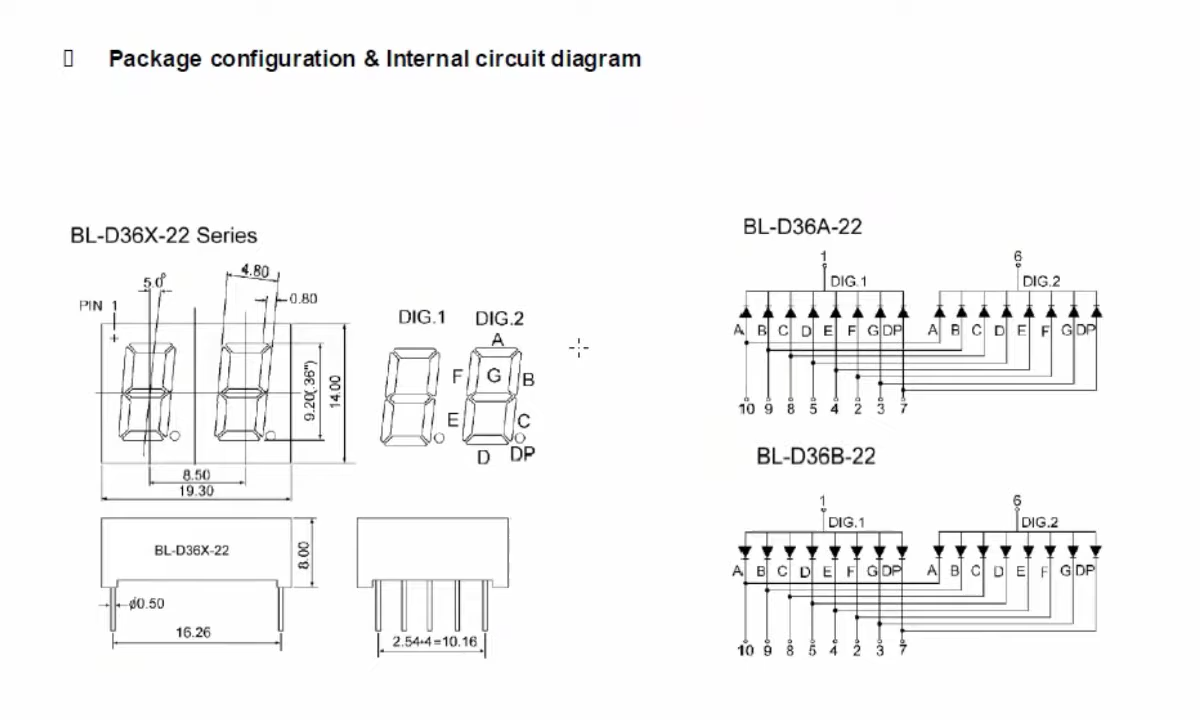 Package configuration & Internal circuit diagram
BL-D36X-22 Series
5.0°
4.80
0.80
PIN 1
+
9.20(.36")
14.00
8.50
19.30
DIG.1 DIG.2
A
F G B
E C
D DP
BL-D36X-22
8.00
ϕ0.50
16.26
2.54*4=10.16
BL-D36A-22
1 6
DIG.1 DIG.2
A B C D E F G DP A B C D E F G DP
10 9 8 5 4 2 3 7
BL-D36B-22
1 6
DIG.1 DIG.2
A B C D E F G DP A B C D E F G DP
10 9 8 5 4 2 3 7